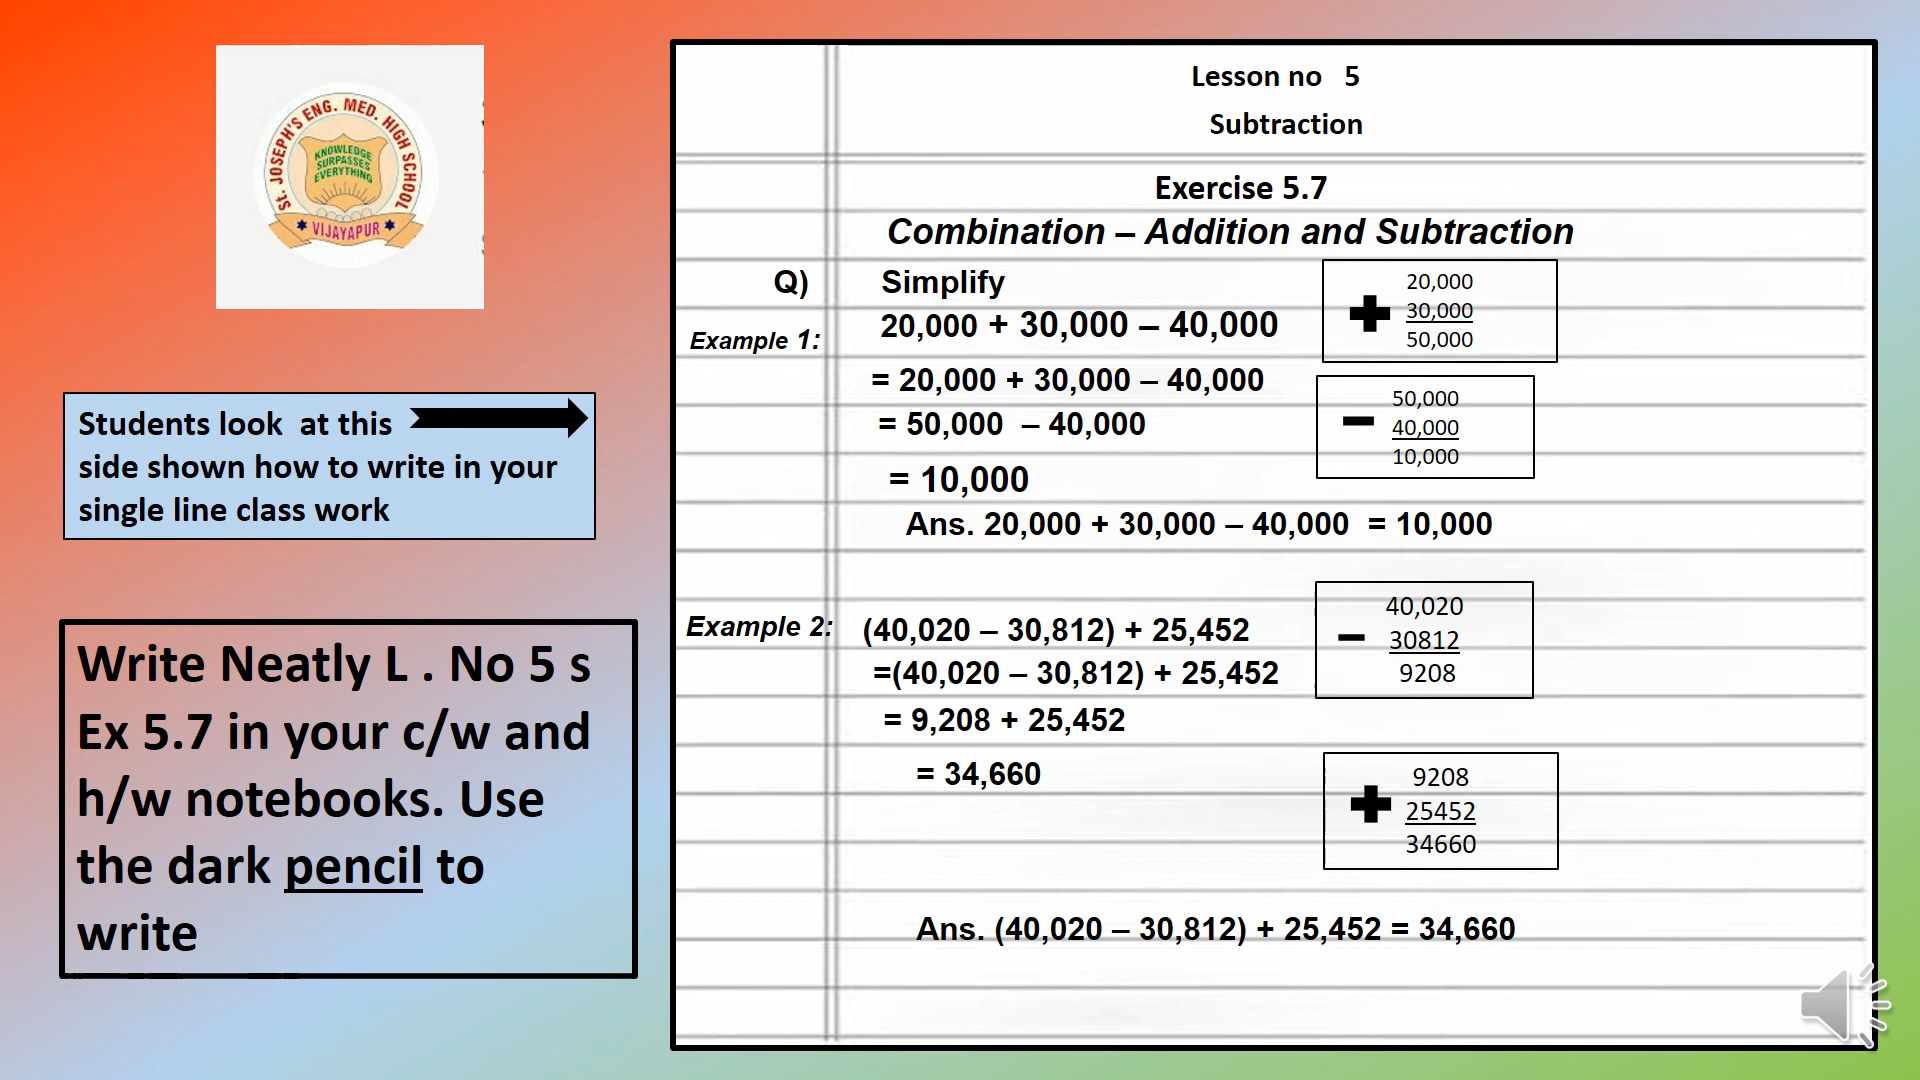 St. JOSEPH'S ENG. MED. HIGH SCHOOL
KNOWLEDGE
SURPASSES
EVERYTHING
VIJAYAPUR
Students look at this
side shown how to write in your
single line class work
Write Neatly L . No 5 s
Ex 5.7 in your c/w and
h/w notebooks. Use
the dark pencil to
write
Lesson no 5
Subtraction
Exercise 5.7
Combination – Addition and Subtraction
Q) Simplify
Example 1: 20,000 + 30,000 – 40,000
= 20,000 + 30,000 – 40,000
= 50,000 – 40,000
= 10,000
Ans. 20,000 + 30,000 – 40,000 = 10,000
20,000
+ 30,000
50,000
50,000
– 40,000
10,000
Example 2: (40,020 – 30,812) + 25,452
=(40,020 – 30,812) + 25,452
= 9,208 + 25,452
= 34,660
40,020
– 30812
9208
9208
+ 25452
34660
Ans. (40,020 – 30,812) + 25,452 = 34,660